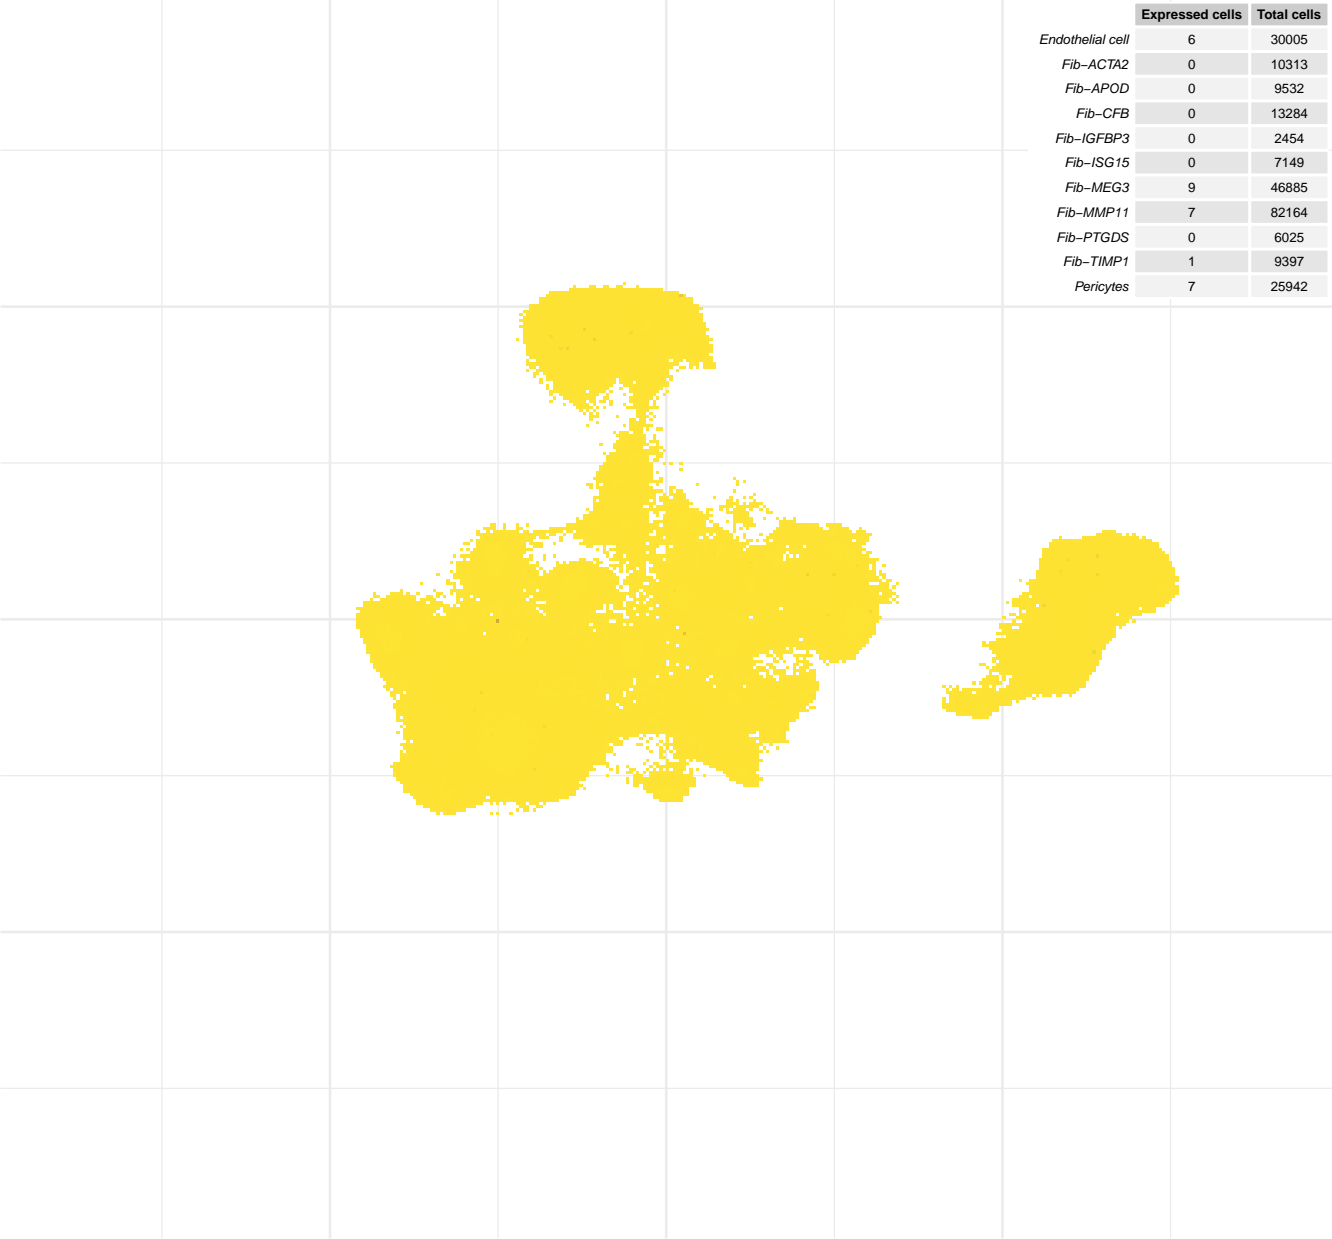 Expressed cells Total cells
Endothelial cell 6 30005
Fib−ACTA2 0 10313
Fib−APOD 0 9532
Fib−CFB 0 13284
Fib−IGFBP3 0 2454
Fib−ISG15 0 7149
Fib−MEG3 9 46885
Fib−MMP11 7 82164
Fib−PTGDS 0 6025
Fib−TIMP1 1 9397
Pericytes 7 25942